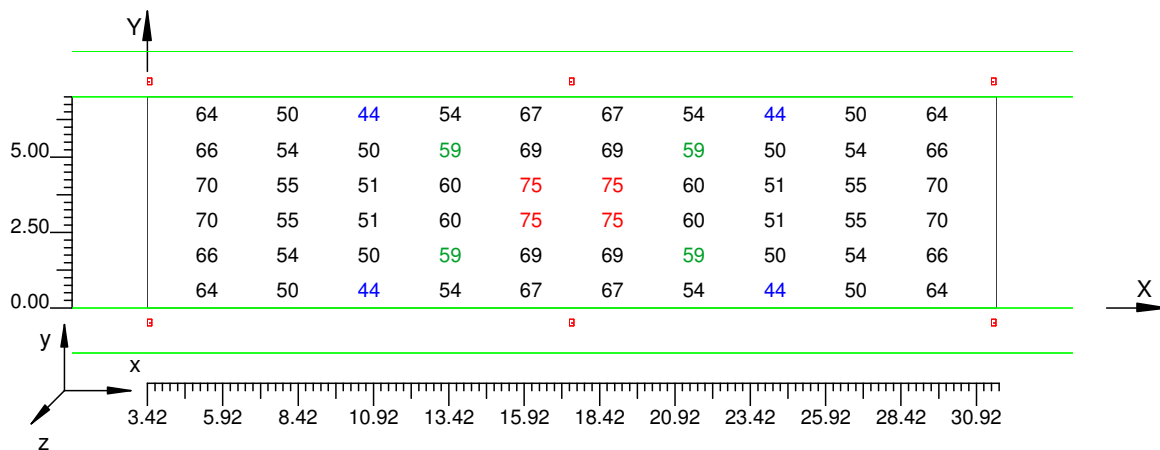 Y
64 50 44 54 67 67 54 44 50 64
5.00 66 54 50 59 69 69 59 50 54 66
70 55 51 60 75 75 60 51 55 70
2.50 70 55 51 60 75 75 60 51 55 70
66 54 50 59 69 69 59 50 54 66
0.00 64 50 44 54 67 67 54 44 50 64
X
y
x
3.42 5.92 8.42 10.92 13.42 15.92 18.42 20.92 23.42 25.92 28.42 30.92
z